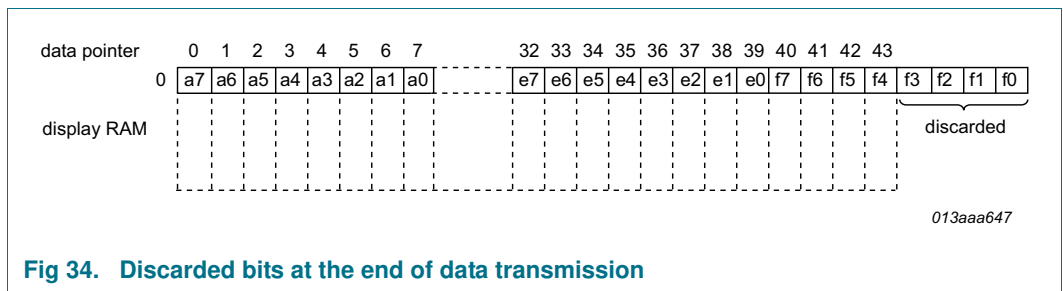 data pointer 0 1 2 3 4 5 6 7 32 33 34 35 36 37 38 39 40 41 42 43
0 a7 a6 a5 a4 a3 a2 a1 a0 e7 e6 e5 e4 e3 e2 e1 e0 f7 f6 f5 f4 f3 f2 f1 f0
display RAM discarded
013aaa647
Fig 34. Discarded bits at the end of data transmission